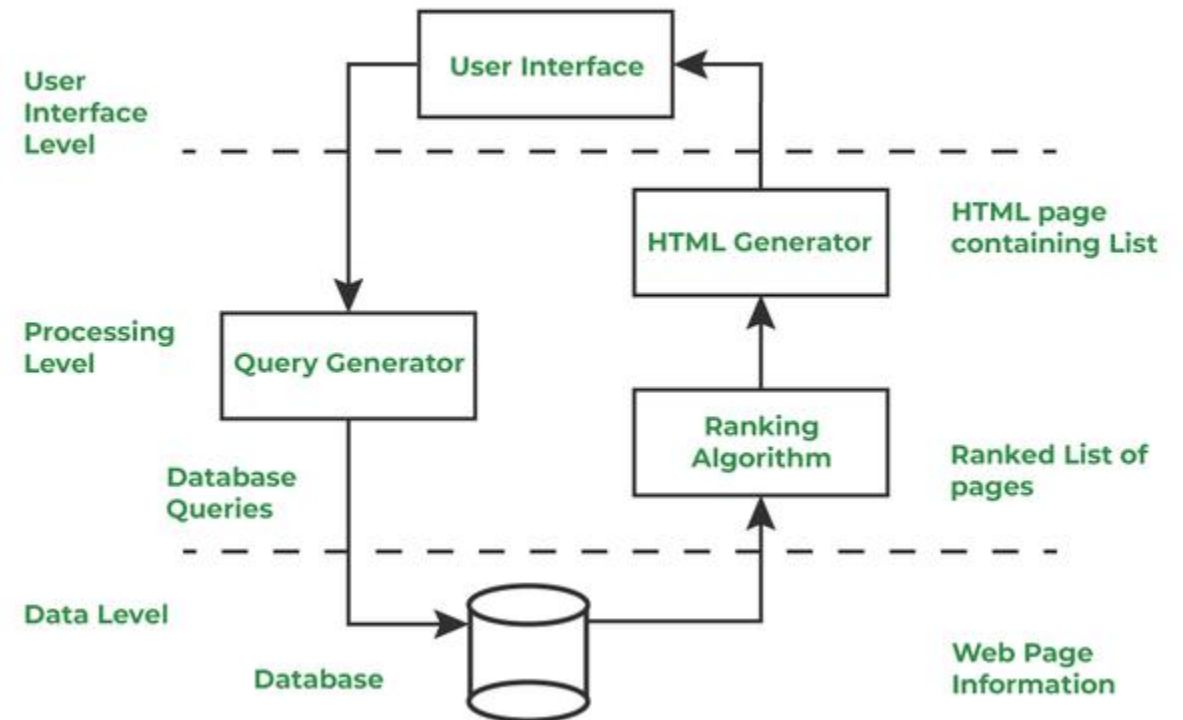 User Interface
User
Interface
Level
HTML Generator
HTML page
containing List
Processing
Level
Query Generator
Ranking
Algorithm
Ranked List of
pages
Database
Queries
Data Level
Database
Web Page
Information